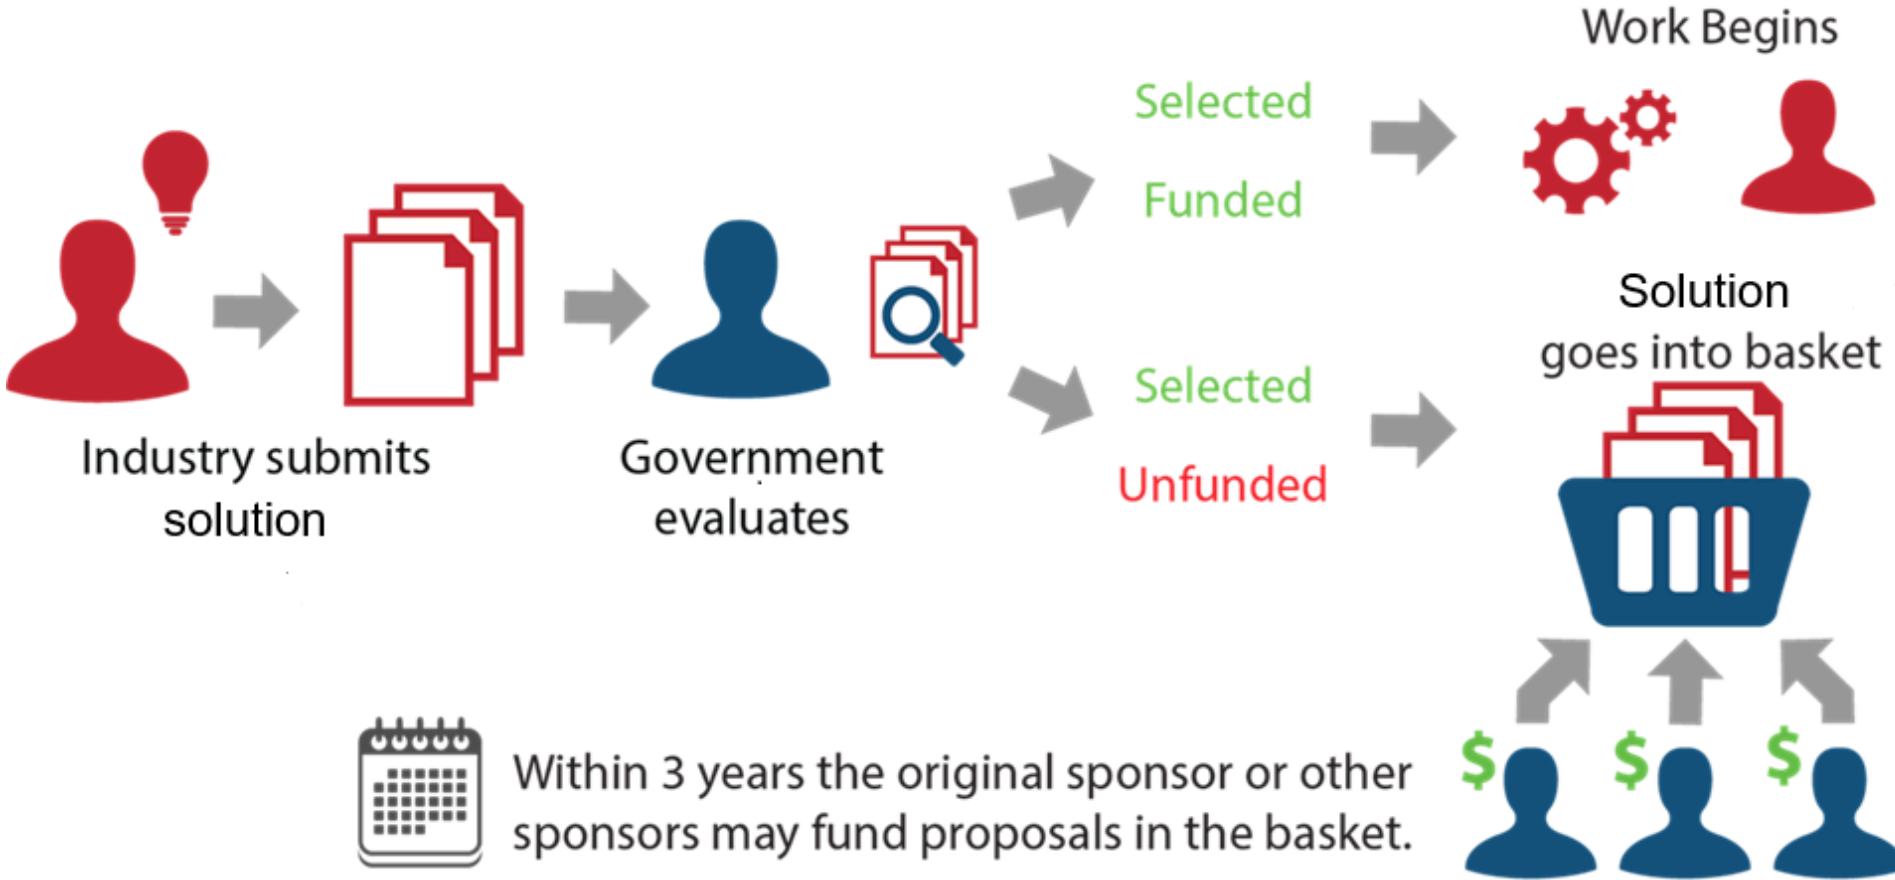 Industry submits
solution
Government
evaluates
Selected
Funded
Work Begins
Selected
Unfunded
Solution
goes into basket
$ $ $
Within 3 years the original sponsor or other
sponsors may fund proposals in the basket.